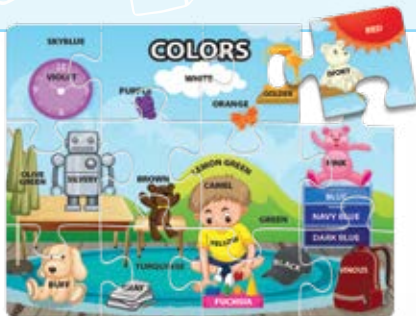 SKYBLUE
COLORS
RED
VIOLET
WHITE
PURPLE
GOLDEN
IVORY
ORANGE
OLIVE
GREEN
SILVERY
BROWN
LEMON GREEN
CAMEL
PINK
BLUE
NAVY BLUE
GREEN
YELLOW
DARK BLUE
TURQUOISE
BLACK
BUFF
GRAY
FUCHSIA